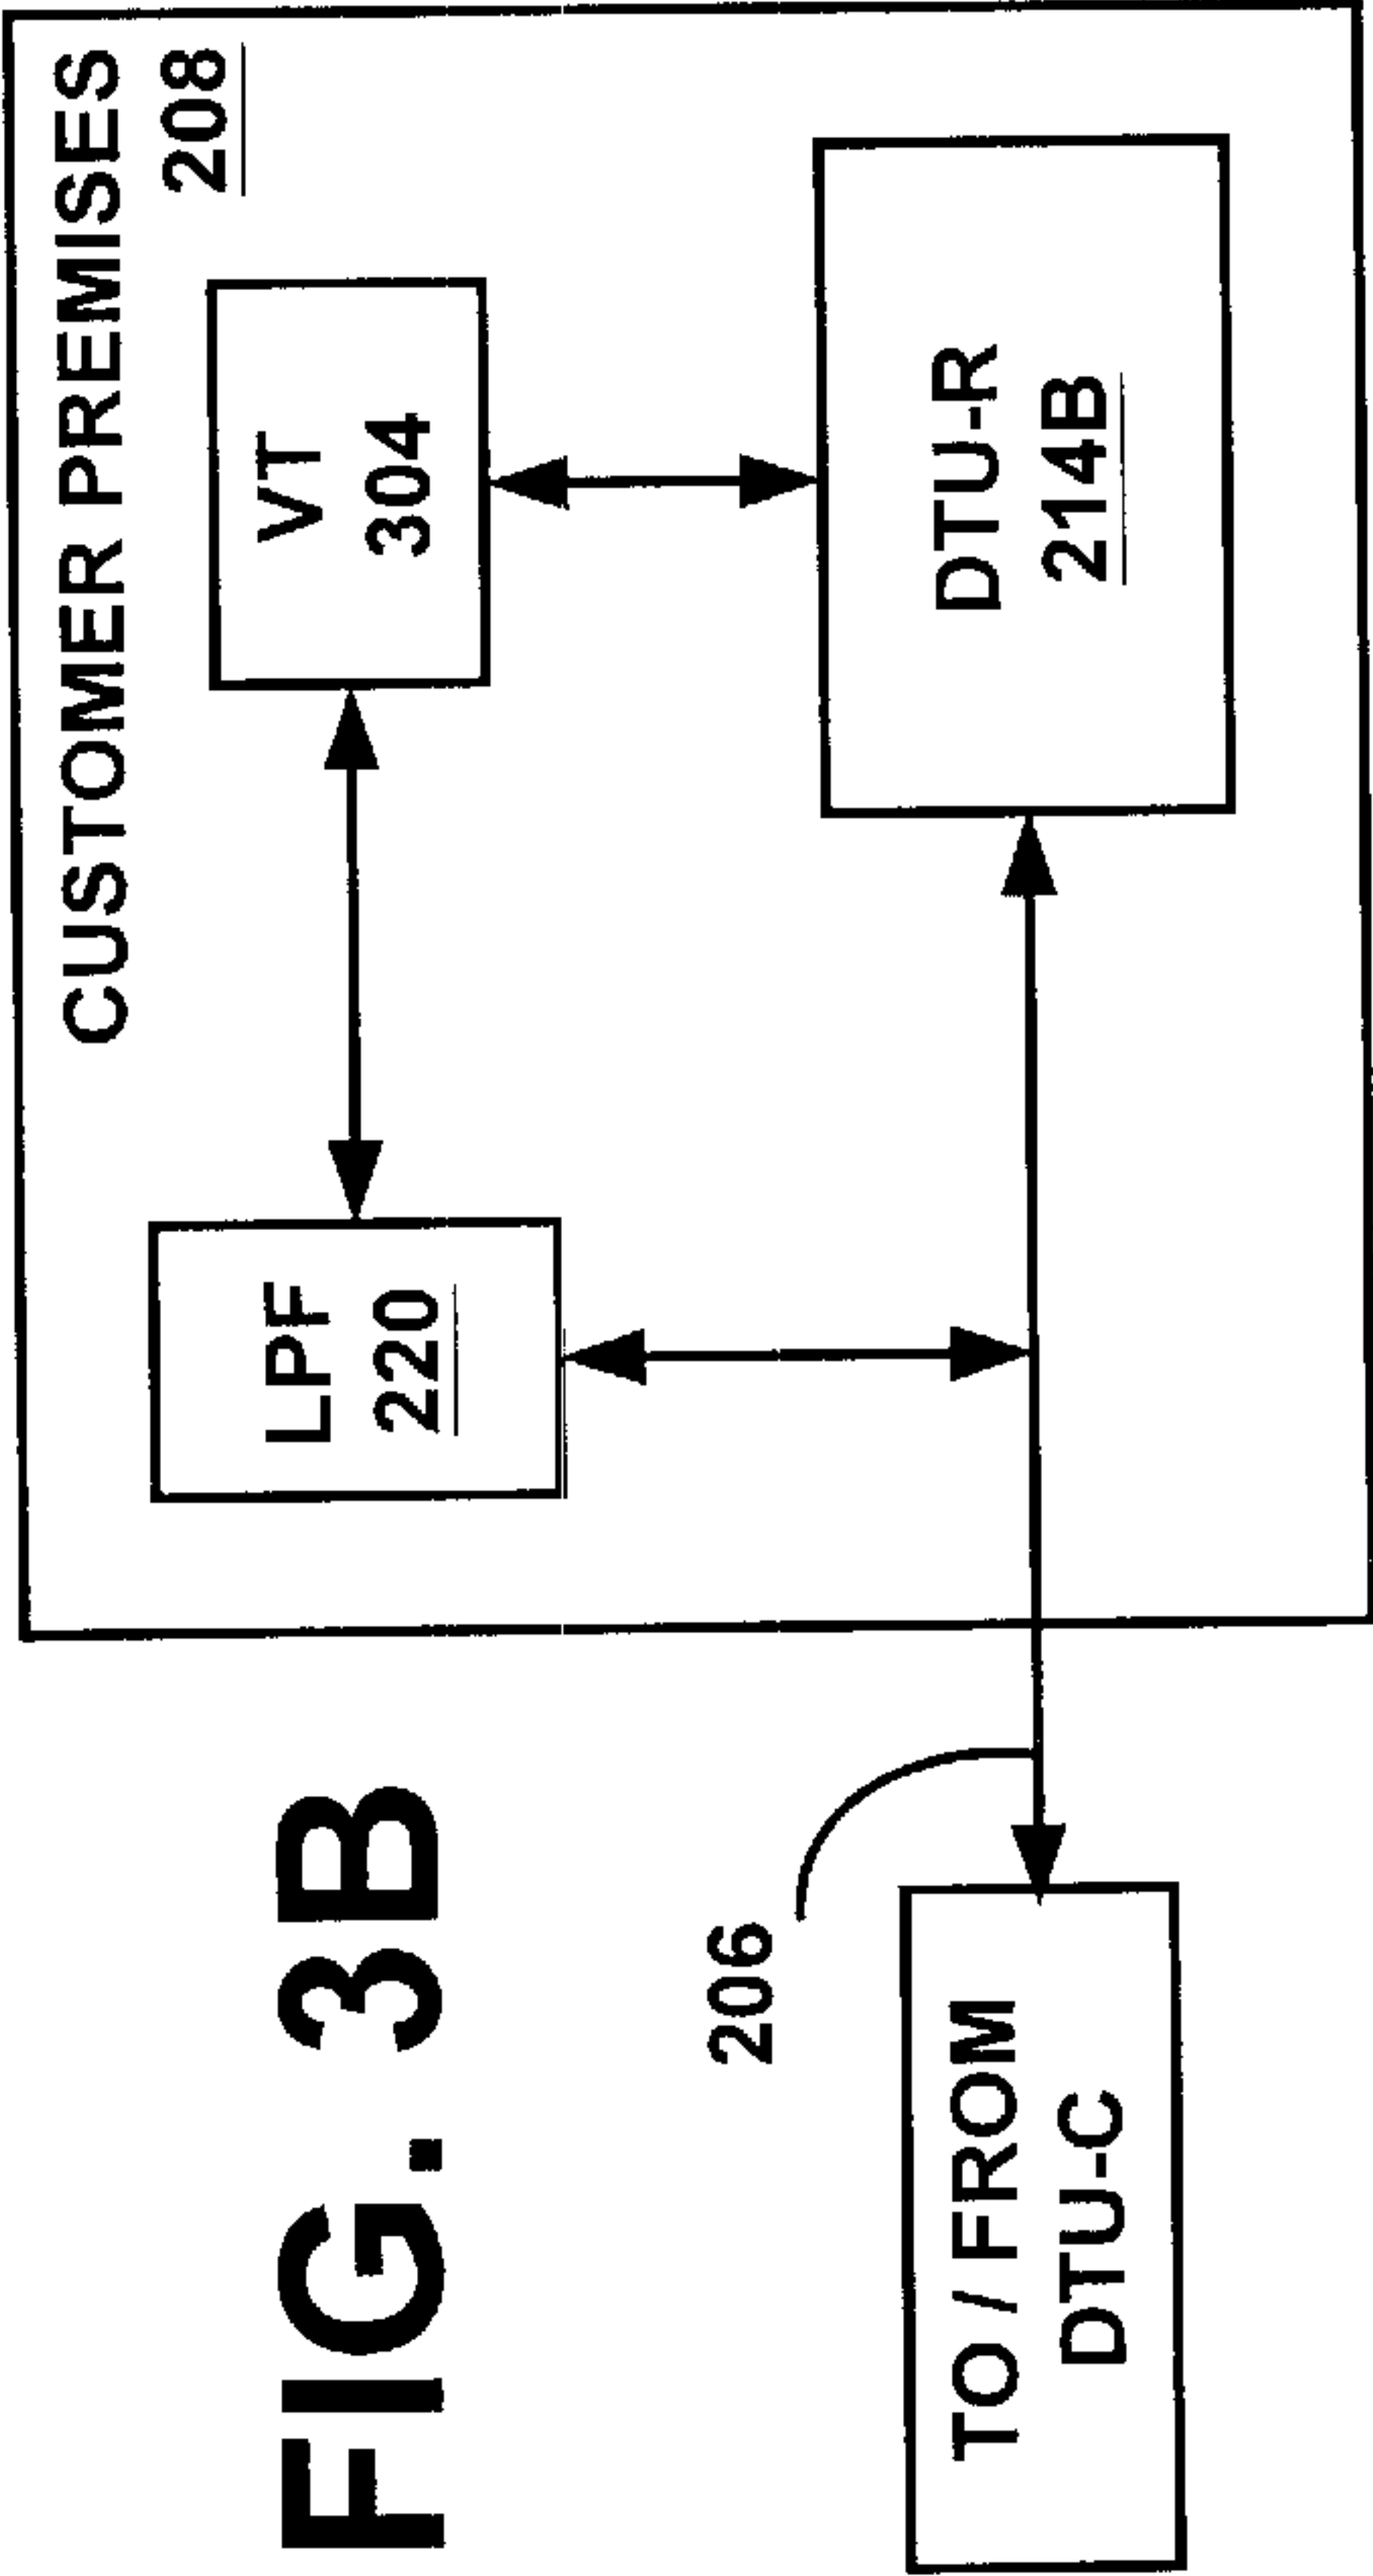 FIG. 3B
CUSTOMER PREMISES
208
LPF
220
VT
304
206
TO / FROM
DTU-C
DTU-R
214B